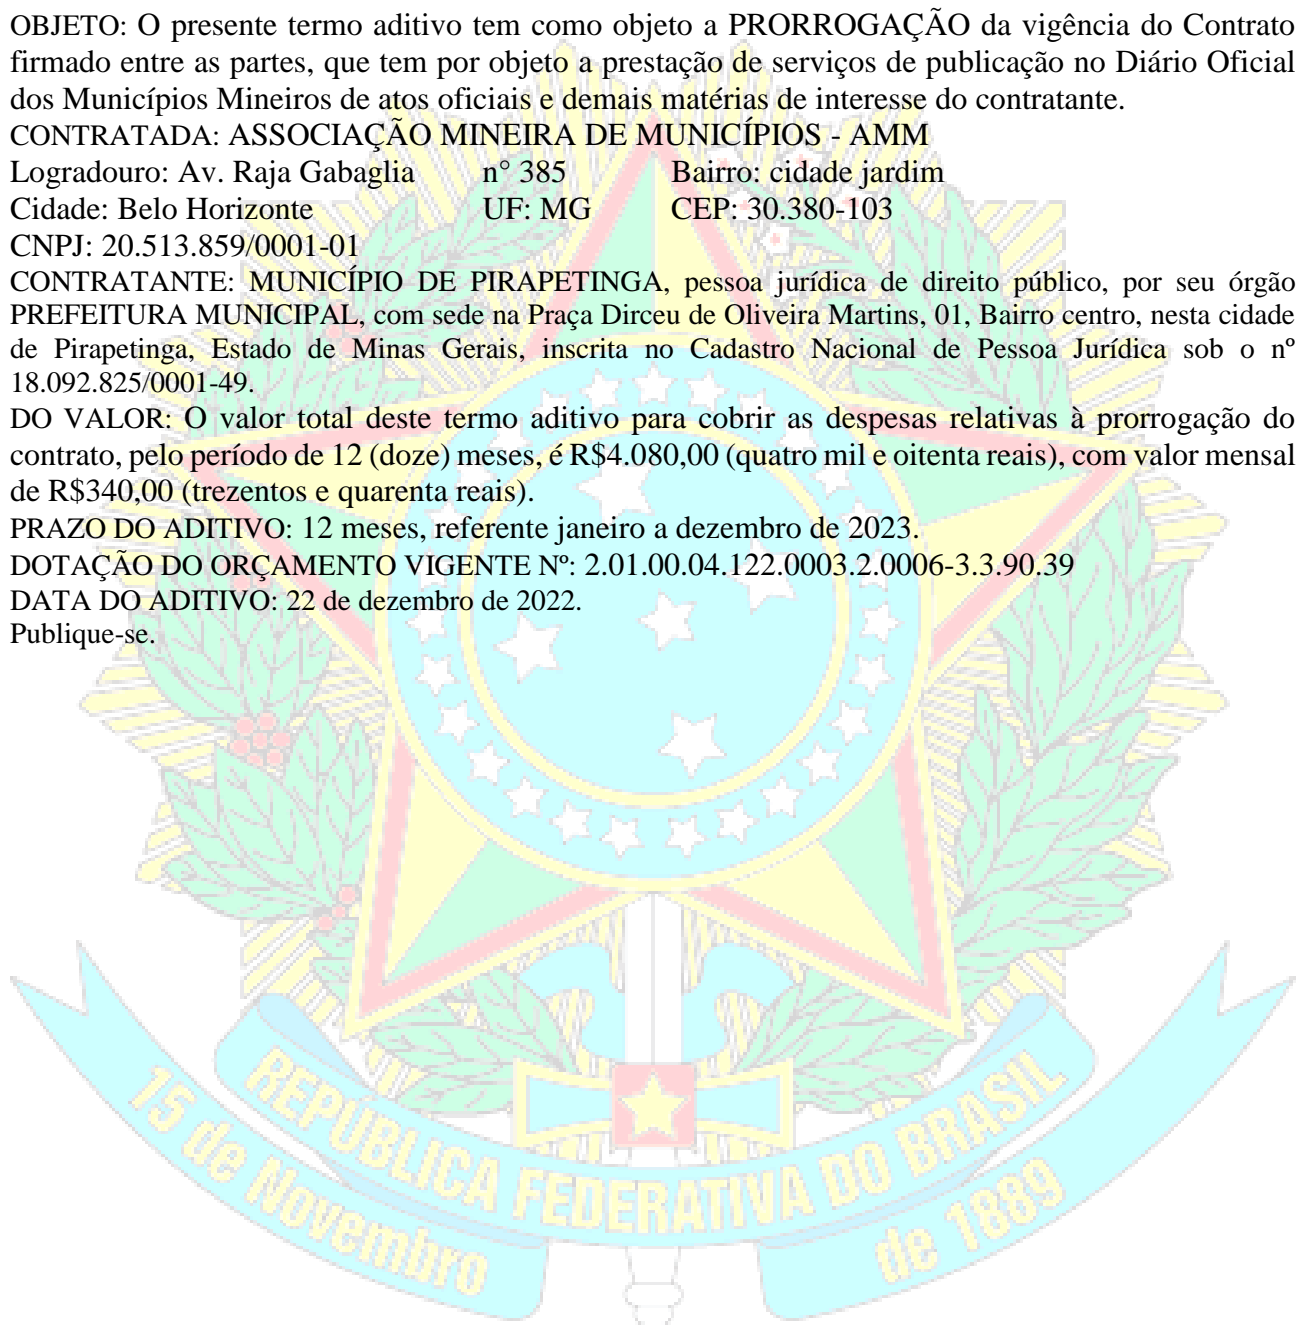 OBJETO: O presente termo aditivo tem como objeto a PRORROGAÇÃO da vigência do Contrato
firmado entre as partes, que tem por objeto a prestação de serviços de publicação no Diário Oficial
dos Municípios Mineiros de atos oficiais e demais matérias de interesse do contratante.
CONTRATADA: ASSOCIAÇÃO MINEIRA DE MUNICÍPIOS - AMM
Logradouro: Av. Raja Gabaglia n° 385 Bairro: cidade jardim
Cidade: Belo Horizonte UF: MG CEP: 30.380-103
CNPJ: 20.513.859/0001-01
CONTRATANTE: MUNICÍPIO DE PIRAPETINGA, pessoa jurídica de direito público, por seu órgão
PREFEITURA MUNICIPAL, com sede na Praça Dirceu de Oliveira Martins, 01, Bairro centro, nesta cidade
de Pirapetinga, Estado de Minas Gerais, inscrita no Cadastro Nacional de Pessoa Jurídica sob o nº
18.092.825/0001-49.
DO VALOR: O valor total deste termo aditivo para cobrir as despesas relativas à prorrogação do
contrato, pelo período de 12 (doze) meses, é R$4.080,00 (quatro mil e oitenta reais), com valor mensal
de R$340,00 (trezentos e quarenta reais).
PRAZO DO ADITIVO: 12 meses, referente janeiro a dezembro de 2023.
DOTAÇÃO DO ORÇAMENTO VIGENTE Nº: 2.01.00.04.122.0003.2.0006-3.3.90.39
DATA DO ADITIVO: 22 de dezembro de 2022.
Publique-se.
REPÚBLICA FEDERATIVA DO BRASIL
15 de Novembro de 1889